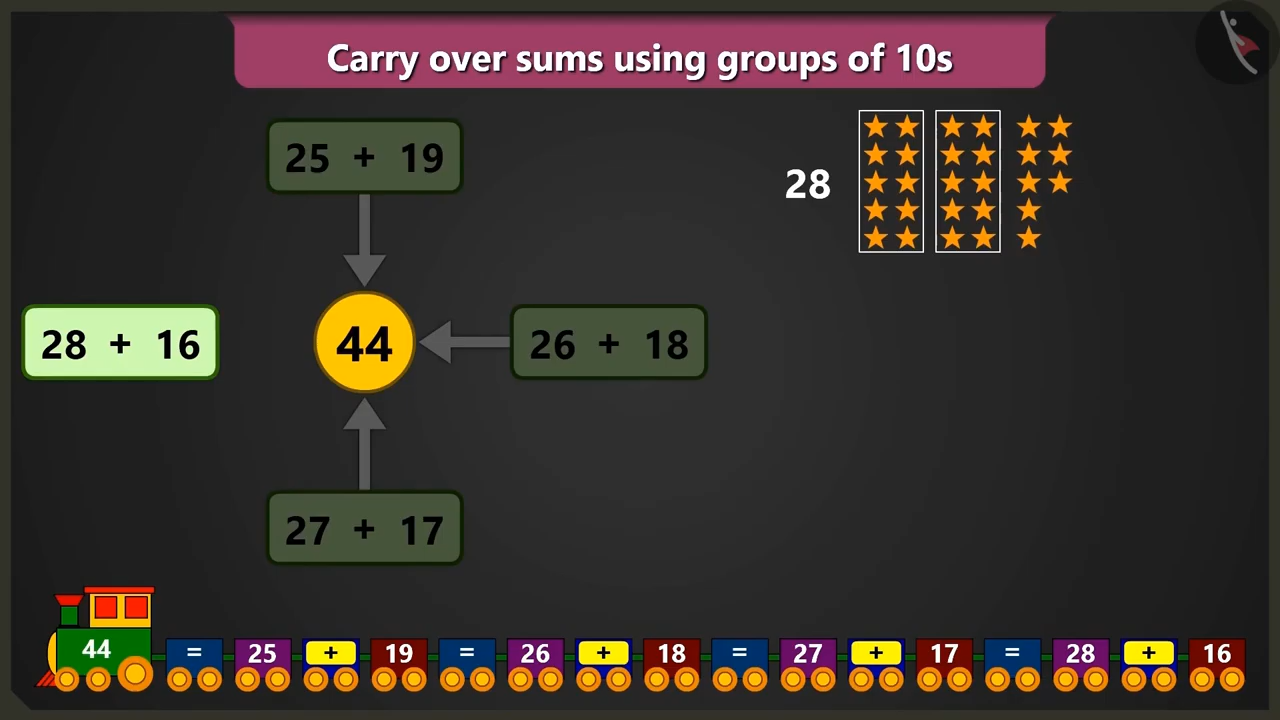 Carry over sums using groups of 10s
25 + 19
28
28 + 16
44
26 + 18
27 + 17
44 = 25 + 19 = 26 + 18 = 27 + 17 = 28 + 16